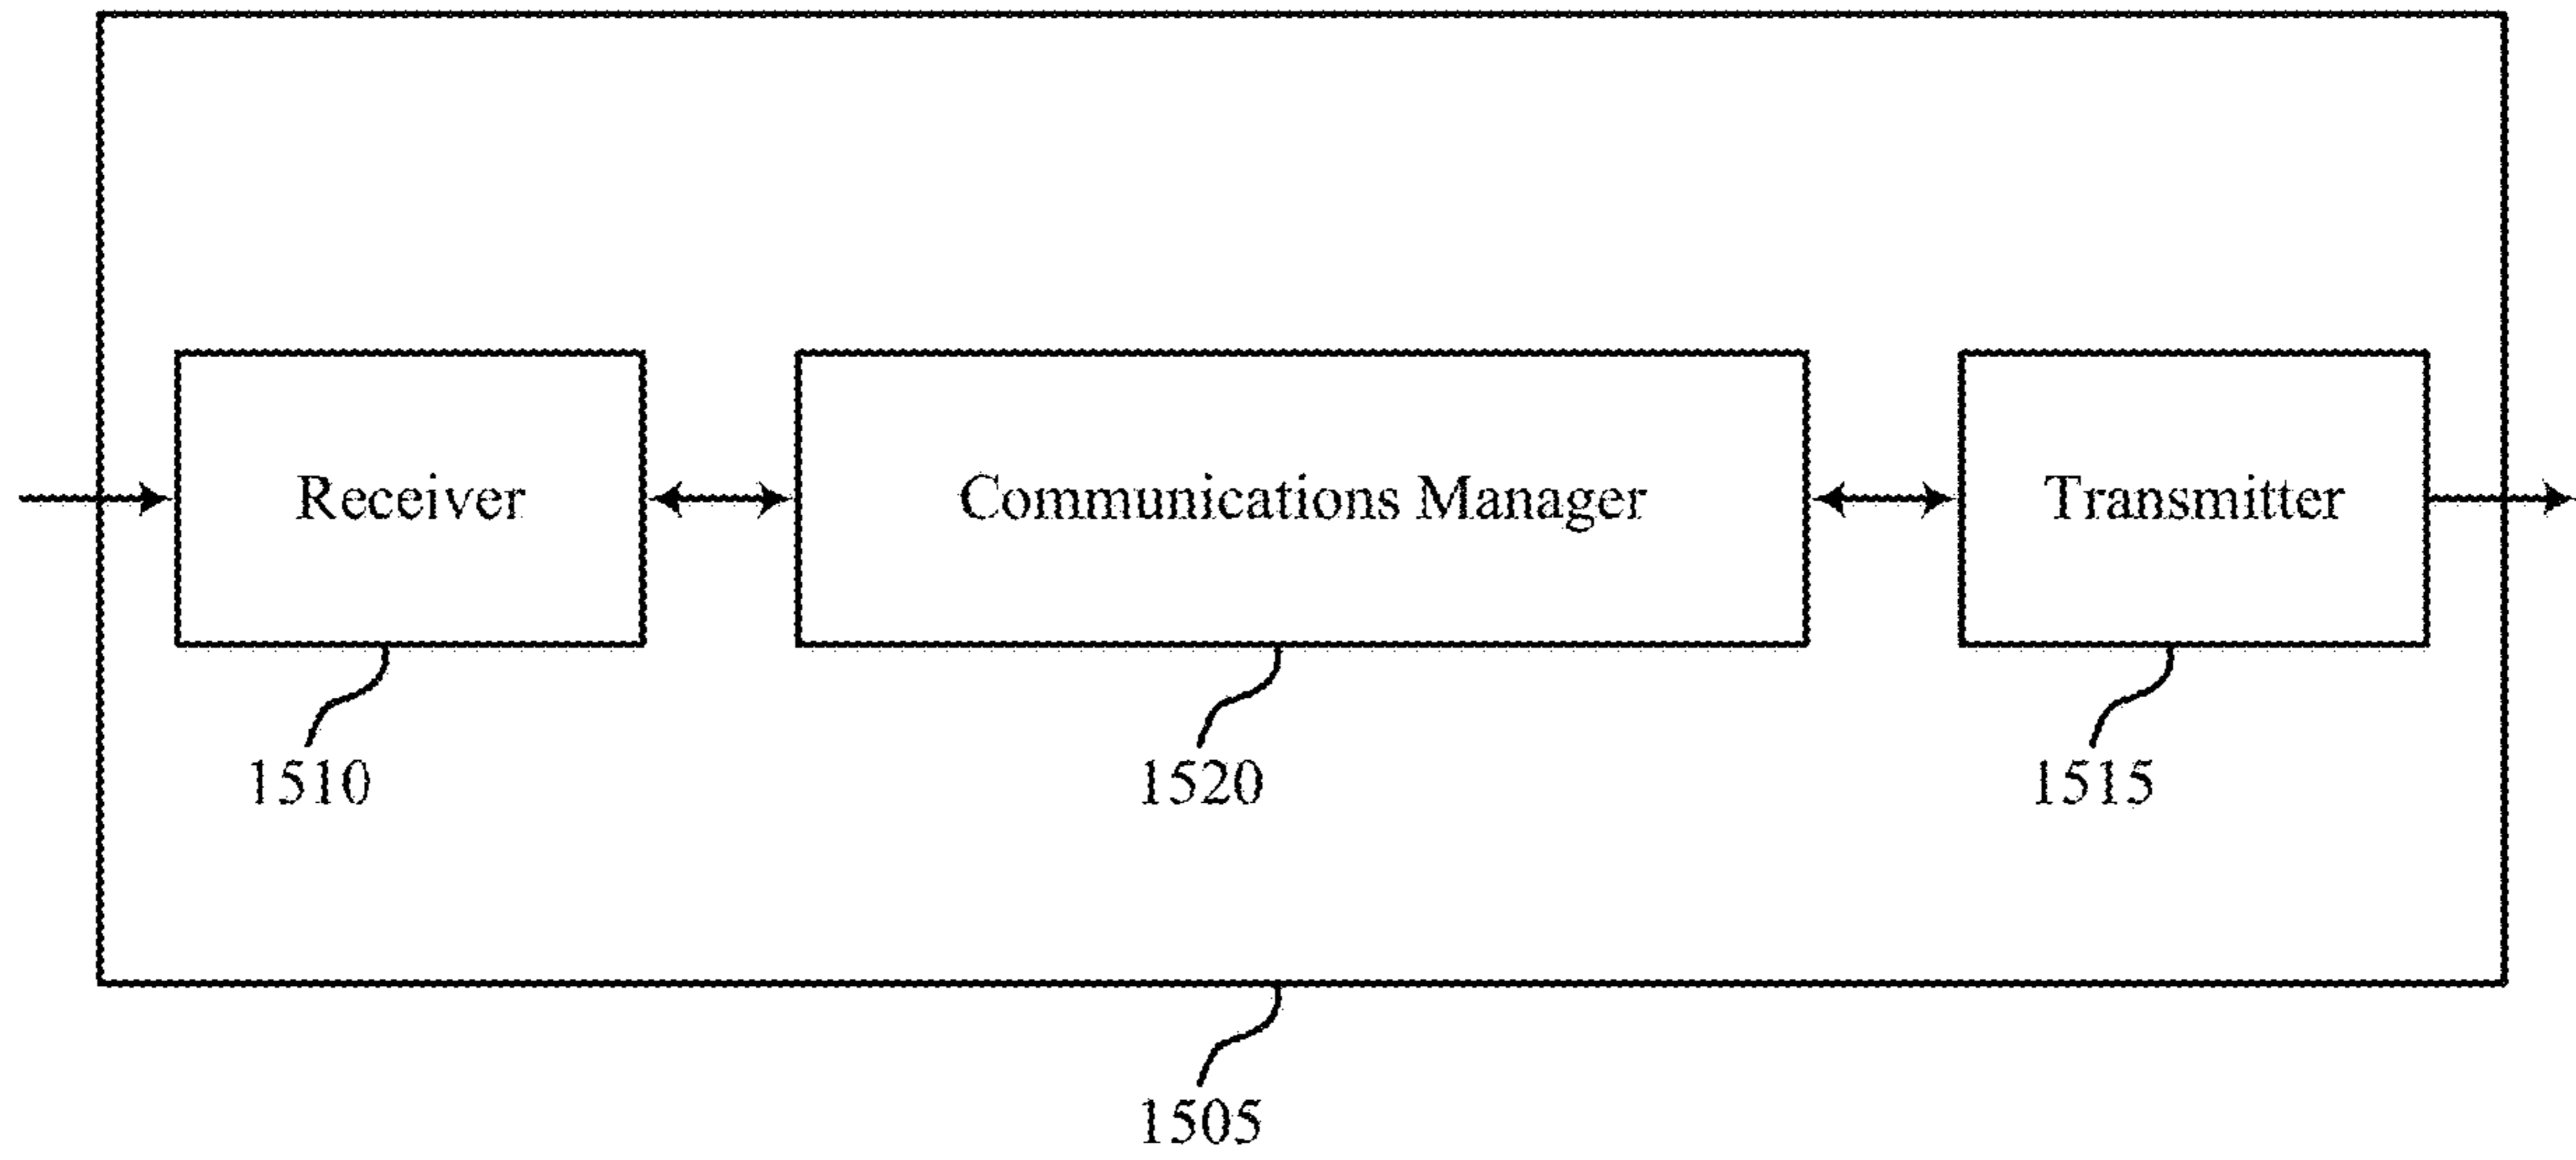 Receiver
Communications Manager
Transmitter
1510
1520
1515
1505